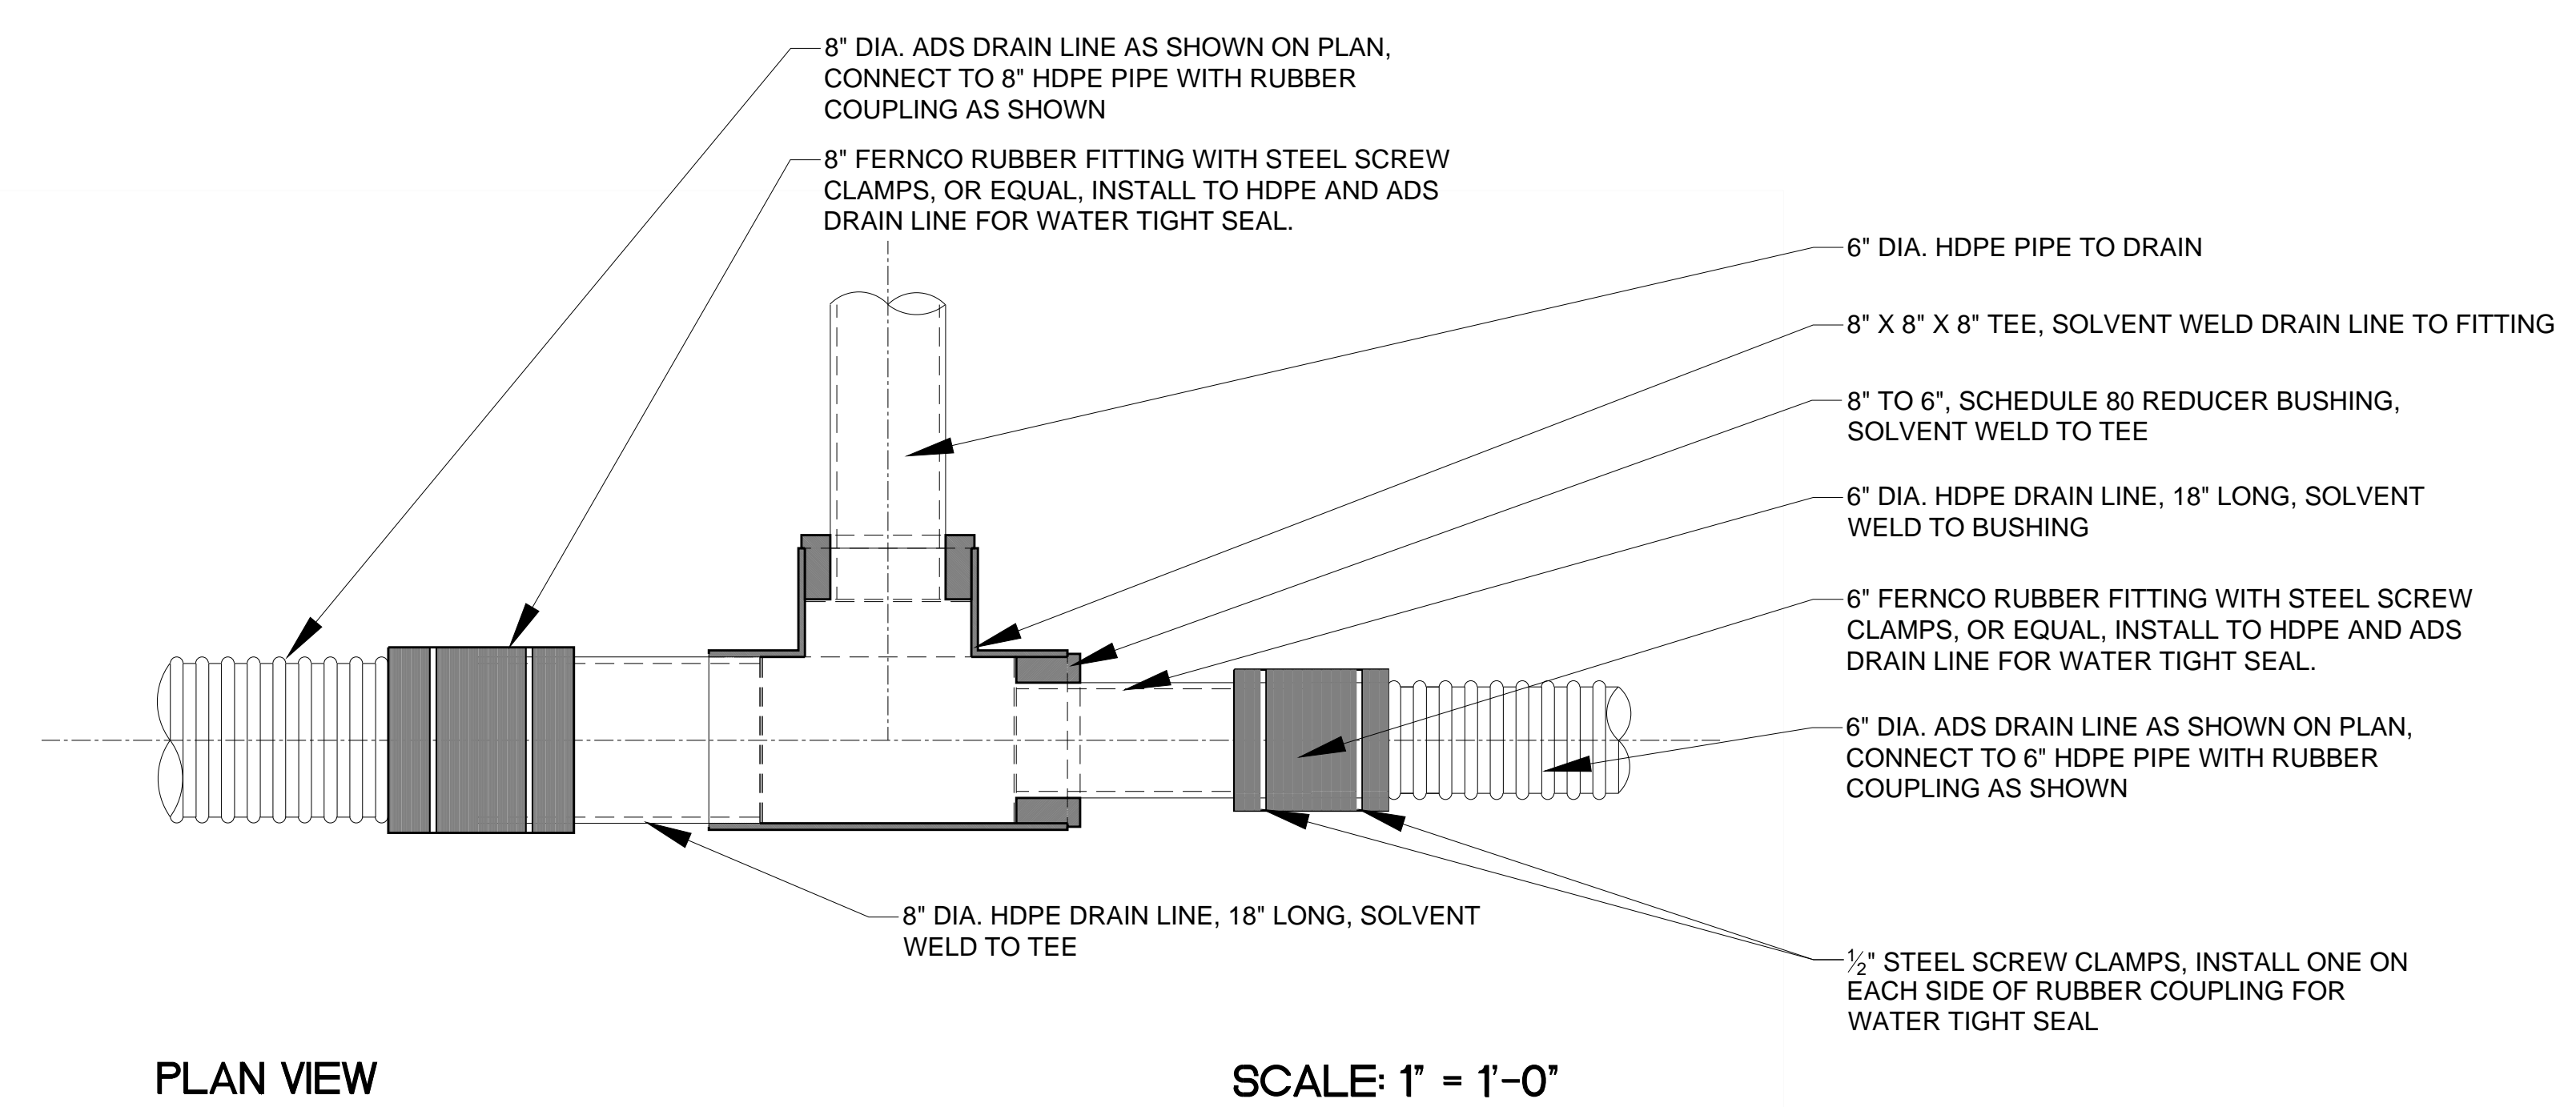 8" DIA. ADS DRAIN LINE AS SHOWN ON PLAN,
CONNECT TO 8" HDPE PIPE WITH RUBBER
COUPLING AS SHOWN
8" FERNCO RUBBER FITTING WITH STEEL SCREW
CLAMPS, OR EQUAL, INSTALL TO HDPE AND ADS
DRAIN LINE FOR WATER TIGHT SEAL.
6" DIA. HDPE PIPE TO DRAIN
8" X 8" X 8" TEE, SOLVENT WELD DRAIN LINE TO FITTING
8" TO 6", SCHEDULE 80 REDUCER BUSHING,
SOLVENT WELD TO TEE
6" DIA. HDPE DRAIN LINE, 18" LONG, SOLVENT
WELD TO BUSHING
6" FERNCO RUBBER FITTING WITH STEEL SCREW
CLAMPS, OR EQUAL, INSTALL TO HDPE AND ADS
DRAIN LINE FOR WATER TIGHT SEAL.
6" DIA. ADS DRAIN LINE AS SHOWN ON PLAN,
CONNECT TO 6" HDPE PIPE WITH RUBBER
COUPLING AS SHOWN
8" DIA. HDPE DRAIN LINE, 18" LONG, SOLVENT
WELD TO TEE
½" STEEL SCREW CLAMPS, INSTALL ONE ON
EACH SIDE OF RUBBER COUPLING FOR
WATER TIGHT SEAL
PLAN VIEW
SCALE: 1" = 1'-0"